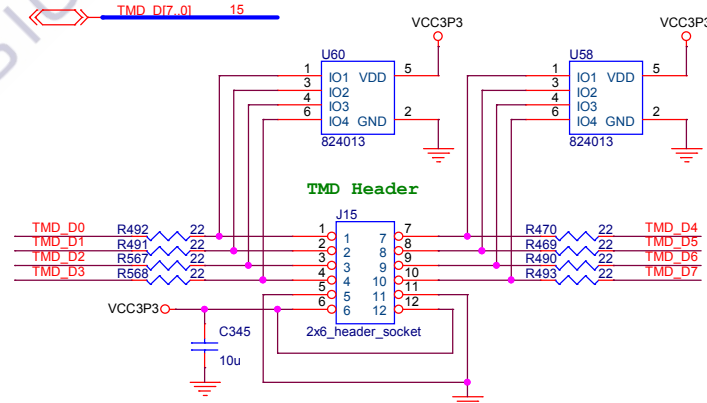 TMD_D[7..0] 15
VCC3P3 VCC3P3
U60 U58
1 IO1 VDD 5 1 IO1 VDD 5
3 IO2 3 IO2
4 IO3 4 IO3
6 IO4 GND 2 6 IO4 GND 2
824013 824013
TMD Header
J15
TMD_D0 R492 22 1 1 7 7 R470 22 TMD_D4
TMD_D1 R491 22 2 2 8 8 R469 22 TMD_D5
TMD_D2 R567 22 3 3 9 9 R490 22 TMD_D6
TMD_D3 R568 22 4 4 10 10 R493 22 TMD_D7
5 5 11 11
VCC3P3 6 6 12 12
C345 2x6_header_socket
10u